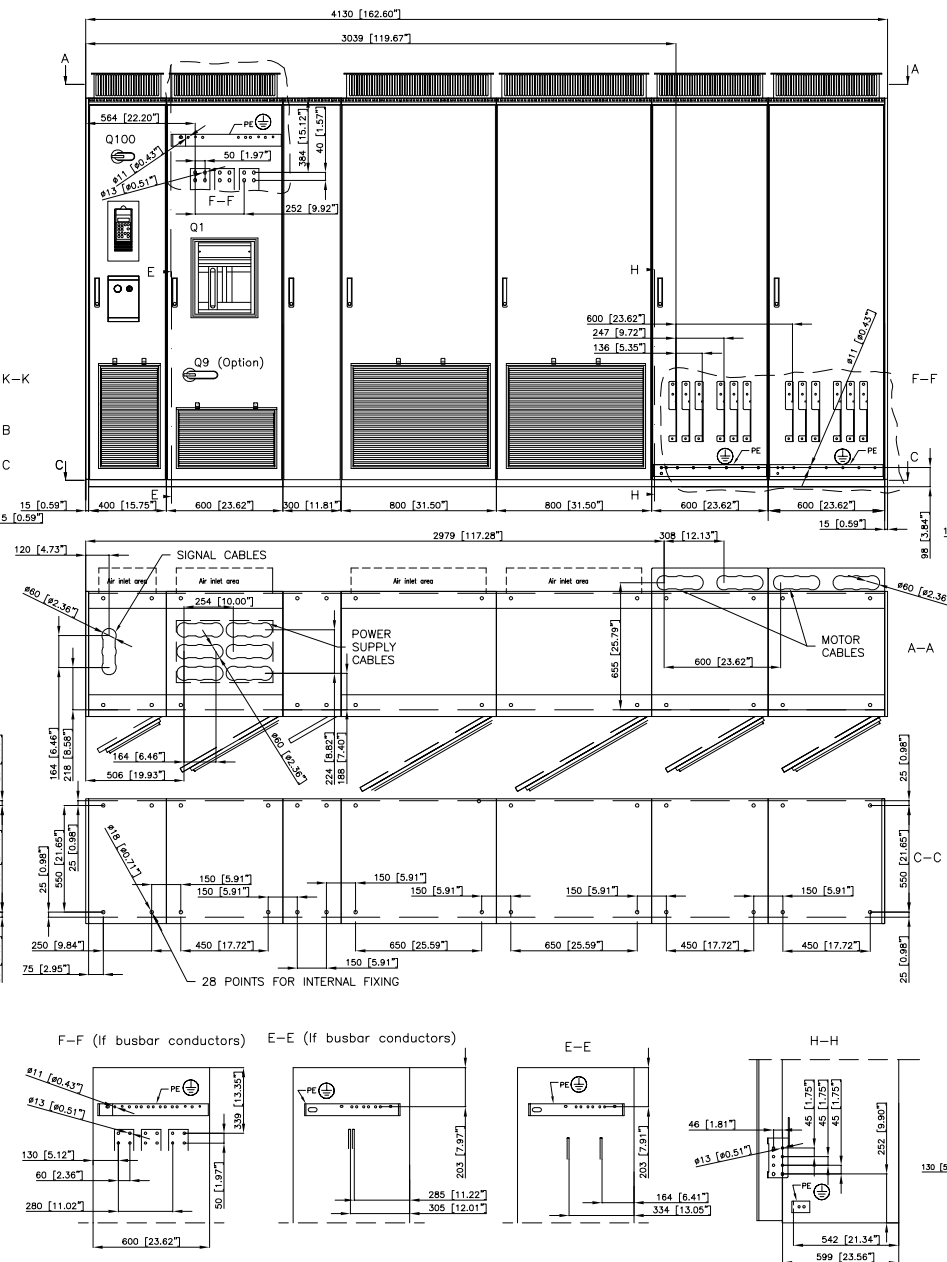 4130 [162.60"]
3039 [119.67"]
A
A
564 [22.20"]
PE
Q100
ø11 [ø0.43"]
50 [1.97"]
384 [15.12"]
40 [1.57"]
ø13 [ø0.51"]
F-F
252 [9.92"]
Q1
E
H
600 [23.62"]
247 [9.72"]
136 [5.35"]
ø11 [ø0.43"]
Q9 (Option)
K-K
F-F
B
PE
PE
C
C
C
E
H
15 [0.59"]
400 [15.75"]
600 [23.62"]
300 [11.81"]
800 [31.50"]
800 [31.50"]
600 [23.62"]
600 [23.62"]
5 [0.59"]
15 [0.59"]
98 [3.84"]
2979 [117.28"]
308 [12.13"]
120 [4.73"]
SIGNAL CABLES
Air inlet area
Air inlet area
Air inlet area
Air inlet area
ø60 [ø2.36"]
254 [10.00"]
ø60 [ø2.36
POWER
SUPPLY
CABLES
655 [25.79"]
MOTOR
CABLES
A-A
600 [23.62"]
164 [6.46"]
218 [8.58"]
164 [6.46"]
ø60 [ø2.36"
224 [8.82"]
188 [7.40"]
506 [19.93"]
25 [0.98"]
25 [0.98"]
550 [21.65"]
25 [0.98"]
ø18 [ø0.71"]
550 [21.65"]
C-C
150 [5.91"]
150 [5.91"]
150 [5.91"]
150 [5.91"]
150 [5.91"]
150 [5.91"]
250 [9.84"]
450 [17.72"]
650 [25.59"]
650 [25.59"]
450 [17.72"]
450 [17.72"]
150 [5.91"]
75 [2.95"]
25 [0.98"]
28 POINTS FOR INTERNAL FIXING
F-F (If busbar conductors)
E-E (If busbar conductors)
E-E
H-H
ø11 [ø0.43"]
PE
339 [13.35"]
PE
PE
ø13 [ø0.51"]
203 [7.97"]
203 [7.91"]
45 [1.75"]
45 [1.75"]
45 [1.75"]
46 [1.81"]
252 [9.90"]
ø13 [ø0.51"]
130 [5.12"]
130 [5
60 [2.36"]
50 [1.97"]
PE
280 [11.02"]
285 [11.22"]
305 [12.01"]
164 [6.41"]
334 [13.05"]
600 [23.62"]
542 [21.34"]
599 [23.56"]